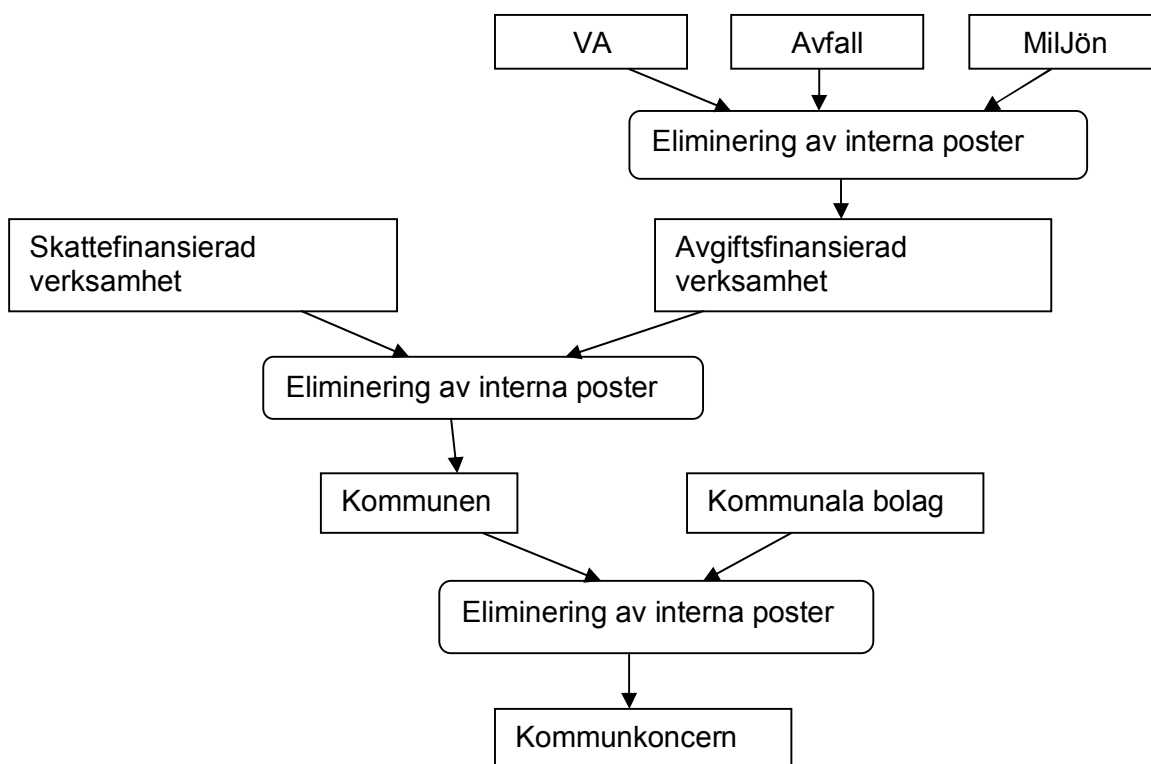 VA
Avfall
MilJön
Eliminering av interna poster
Skattefinansierad
verksamhet
Avgiftsfinansierad
verksamhet
Eliminering av interna poster
Kommunen
Kommunala bolag
Eliminering av interna poster
Kommunkoncern